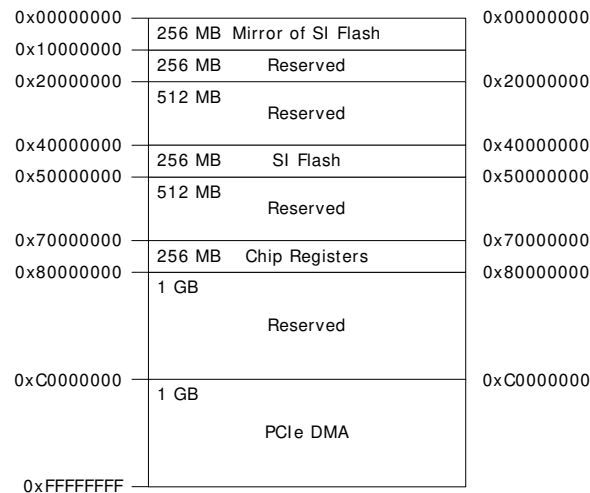 0x00000000 0x00000000
256 MB Mirror of SI Flash
0x10000000
256 MB Reserved
0x20000000 0x20000000
512 MB
Reserved
0x40000000 0x40000000
256 MB SI Flash
0x50000000 0x50000000
512 MB
Reserved
0x70000000 0x70000000
256 MB Chip Registers
0x80000000 0x80000000
1 GB
Reserved
0xC0000000 0xC0000000
1 GB
PCIe DMA
0xFFFFFFFF